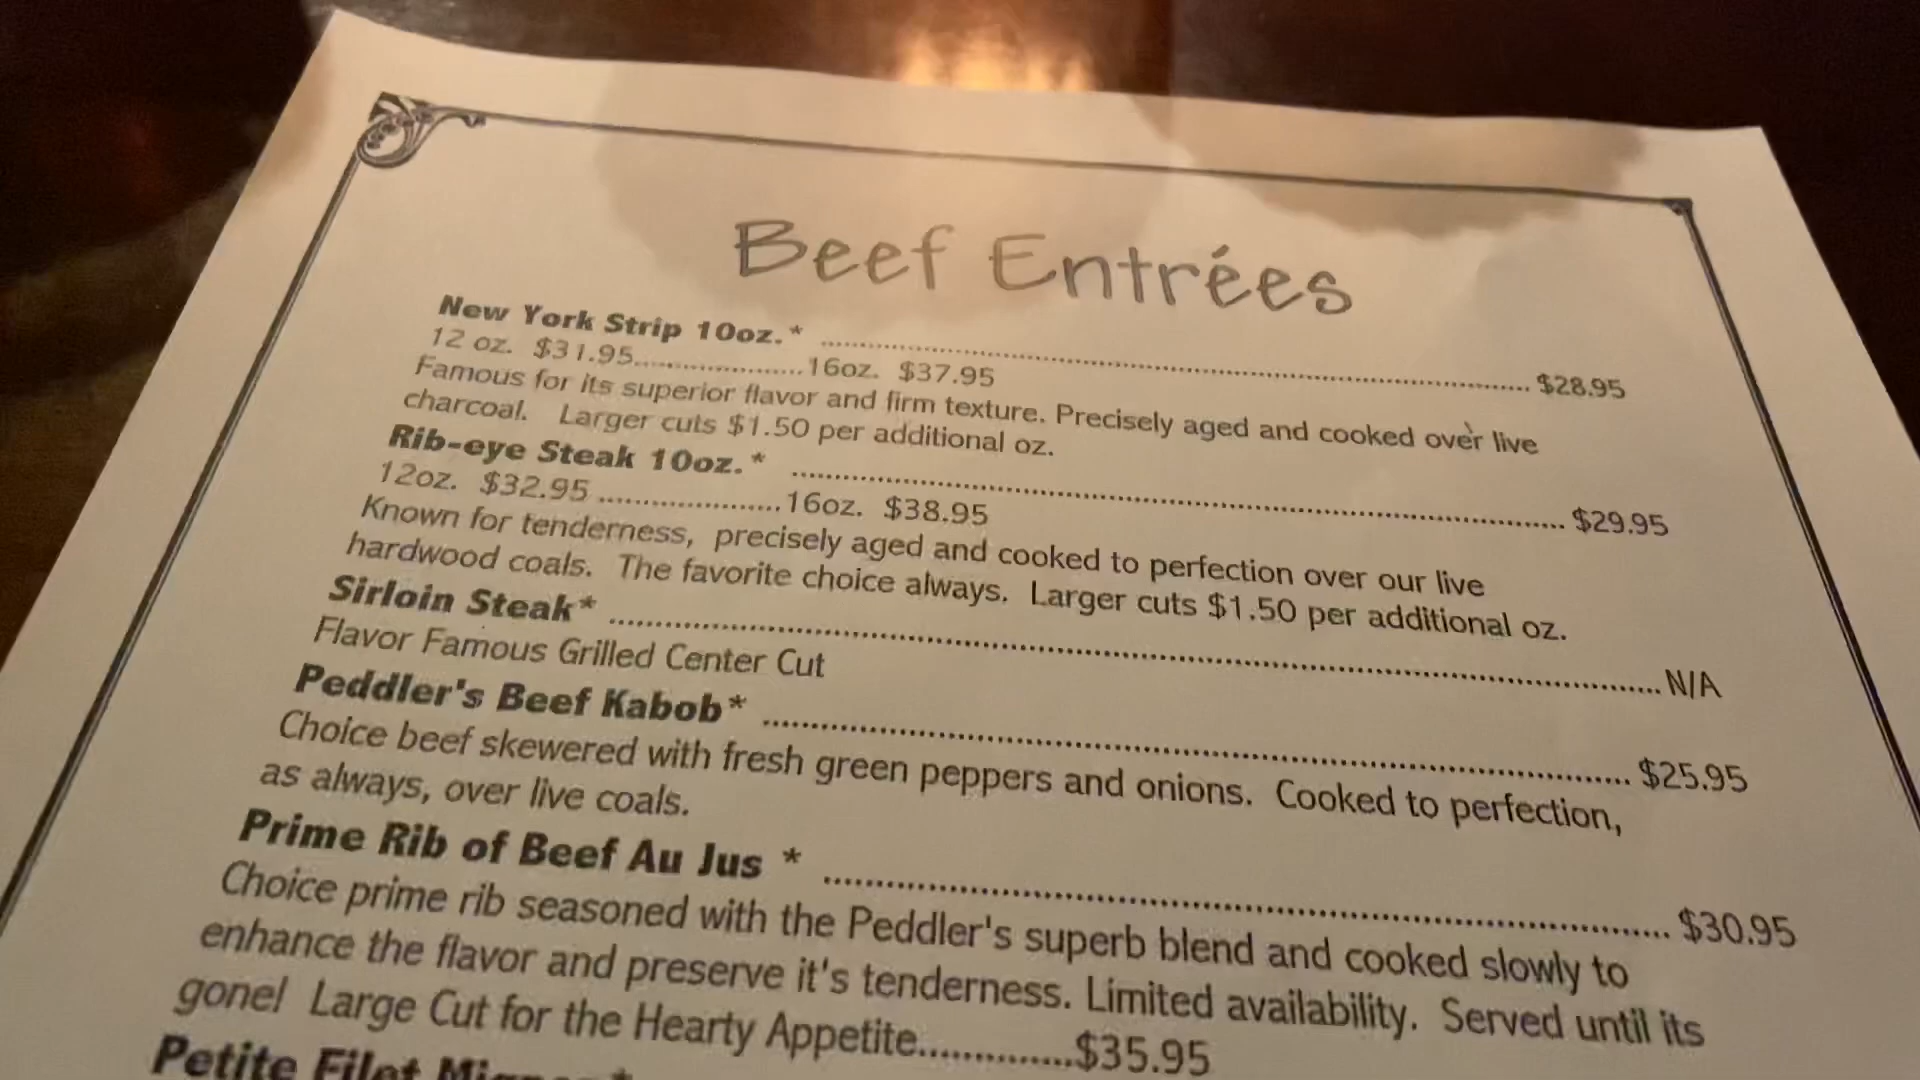 Beef Entrées
New York Strip 10oz.* ........ $28.95
12 oz. $31.95........16oz. $37.95
Famous for its superior flavor and firm texture. Precisely aged and cooked over live
charcoal. Larger cuts $1.50 per additional oz.
Rib-eye Steak 10oz.* ........ $29.95
12oz. $32.95 ........16oz. $38.95
Known for tenderness, precisely aged and cooked to perfection over our live
hardwood coals. The favorite choice always. Larger cuts $1.50 per additional oz.
Sirloin Steak* ........ N/A
Flavor Famous Grilled Center Cut
Peddler's Beef Kabob* ........ $25.95
Choice beef skewered with fresh green peppers and onions. Cooked to perfection,
as always, over live coals.
Prime Rib of Beef Au Jus * ........ $30.95
Choice prime rib seasoned with the Peddler's superb blend and cooked slowly to
enhance the flavor and preserve it's tenderness. Limited availability. Served until its
gone! Large Cut for the Hearty Appetite........$35.95
Petite Filet